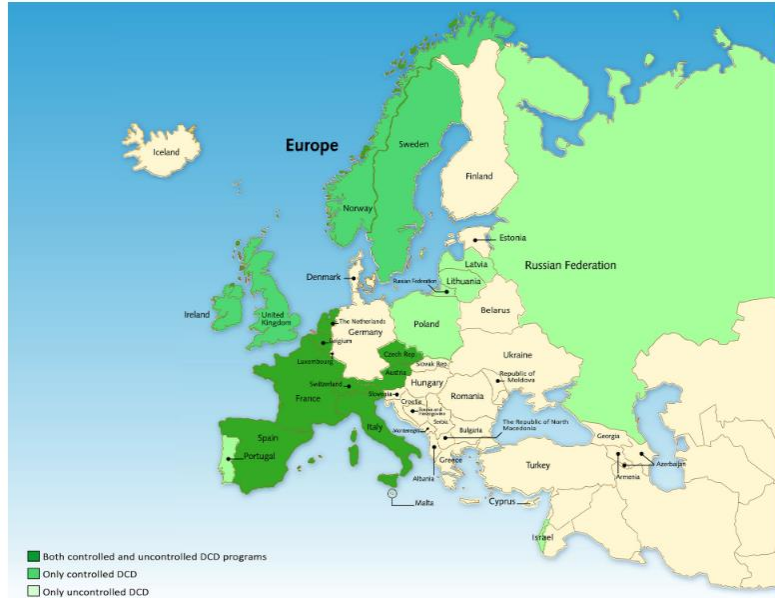 Iceland
Europe
Sweden
Finland
Norway
Estonia
Russian Federation
Denmark
Latvia
Russian Federation
Lithuania
Ireland
United
Kingdom
The Netherlands
Germany
Poland
Belarus
Belgium
Luxembourg
Czech Rep
Slovak Rep
Ukraine
Austria
Switzerland
Hungary
Republic of
Moldova
France
Slovenia
Croatia
Romania
Bosnia and
Herzegovina
Serbia
Italy
Montenegro
Bulgaria
The Republic of North
Macedonia
Georgia
Spain
Portugal
Greece
Turkey
Armenia
Azerbaijan
Albania
Malta
Cyprus
Israel
Both controlled and uncontrolled DCD programs
Only controlled DCD
Only uncontrolled DCD